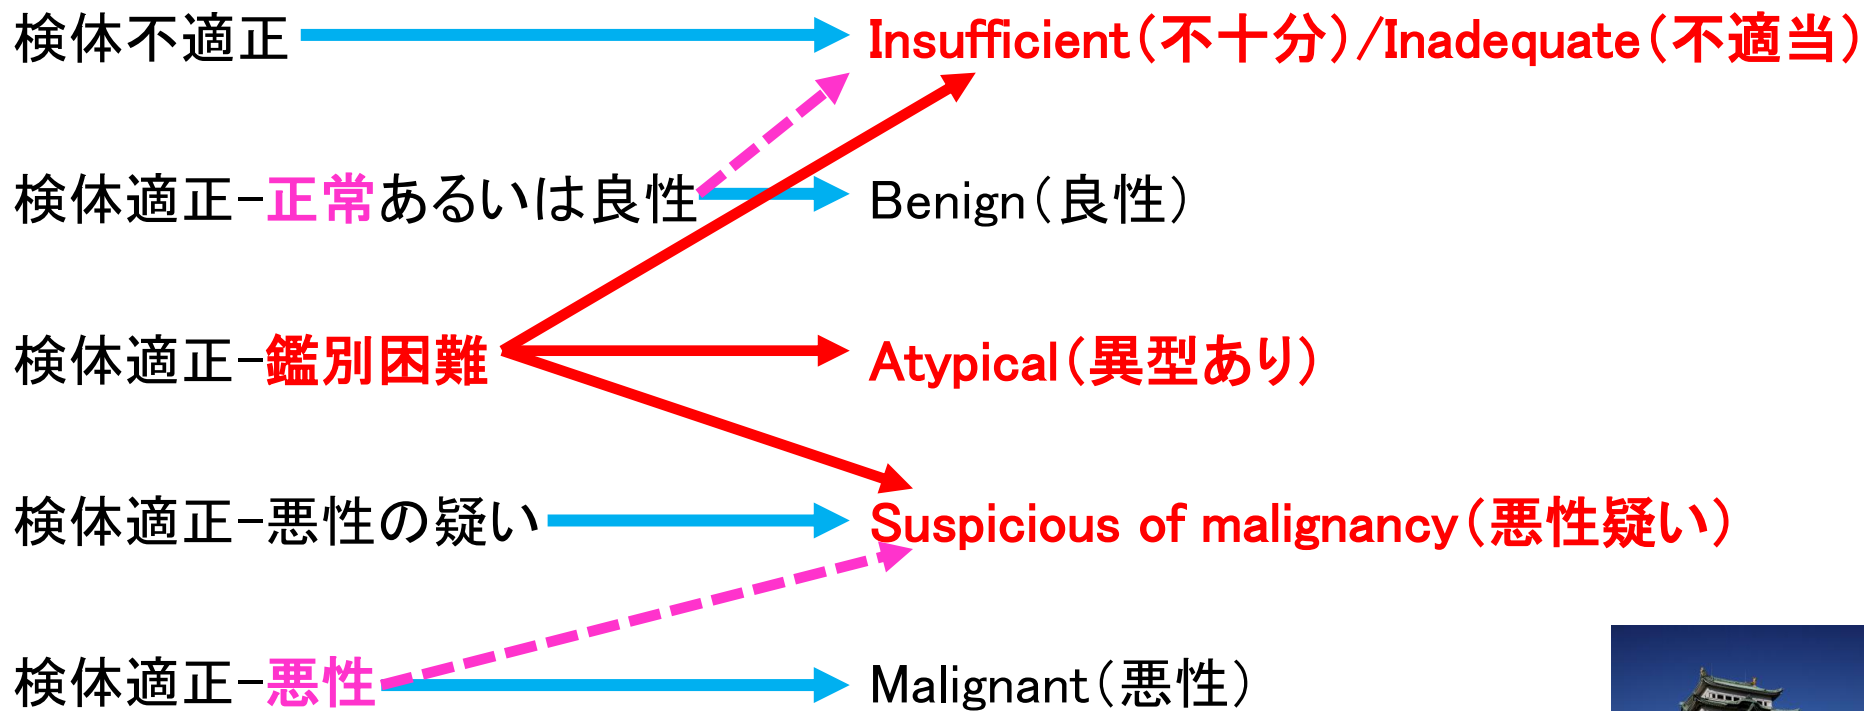 検体不適正 Insufficient(不十分)/Inadequate(不適当)
検体適正-正常あるいは良性 Benign(良性)
検体適正-鑑別困難 Atypical(異型あり)
検体適正-悪性の疑い Suspicious of malignancy(悪性疑い)
検体適正-悪性 Malignant(悪性)